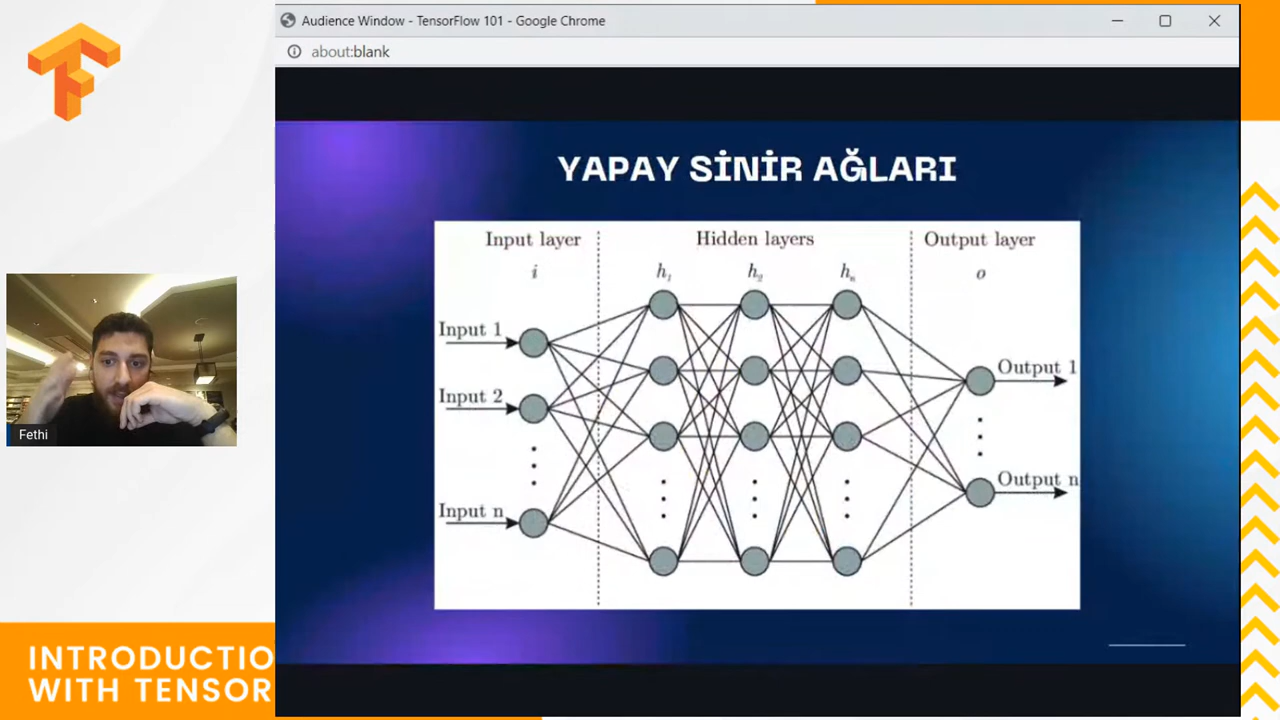 Audience Window - TensorFlow 101 - Google Chrome
about:blank
YAPAY SİNİR AĞLARI
Input layer
Hidden layers
Output layer
i
h₁
h₂
hₙ
o
Input 1
Input 2
Input n
Output 1
Output n
Fethi
INTRODUCTIO
WITH TENSOR